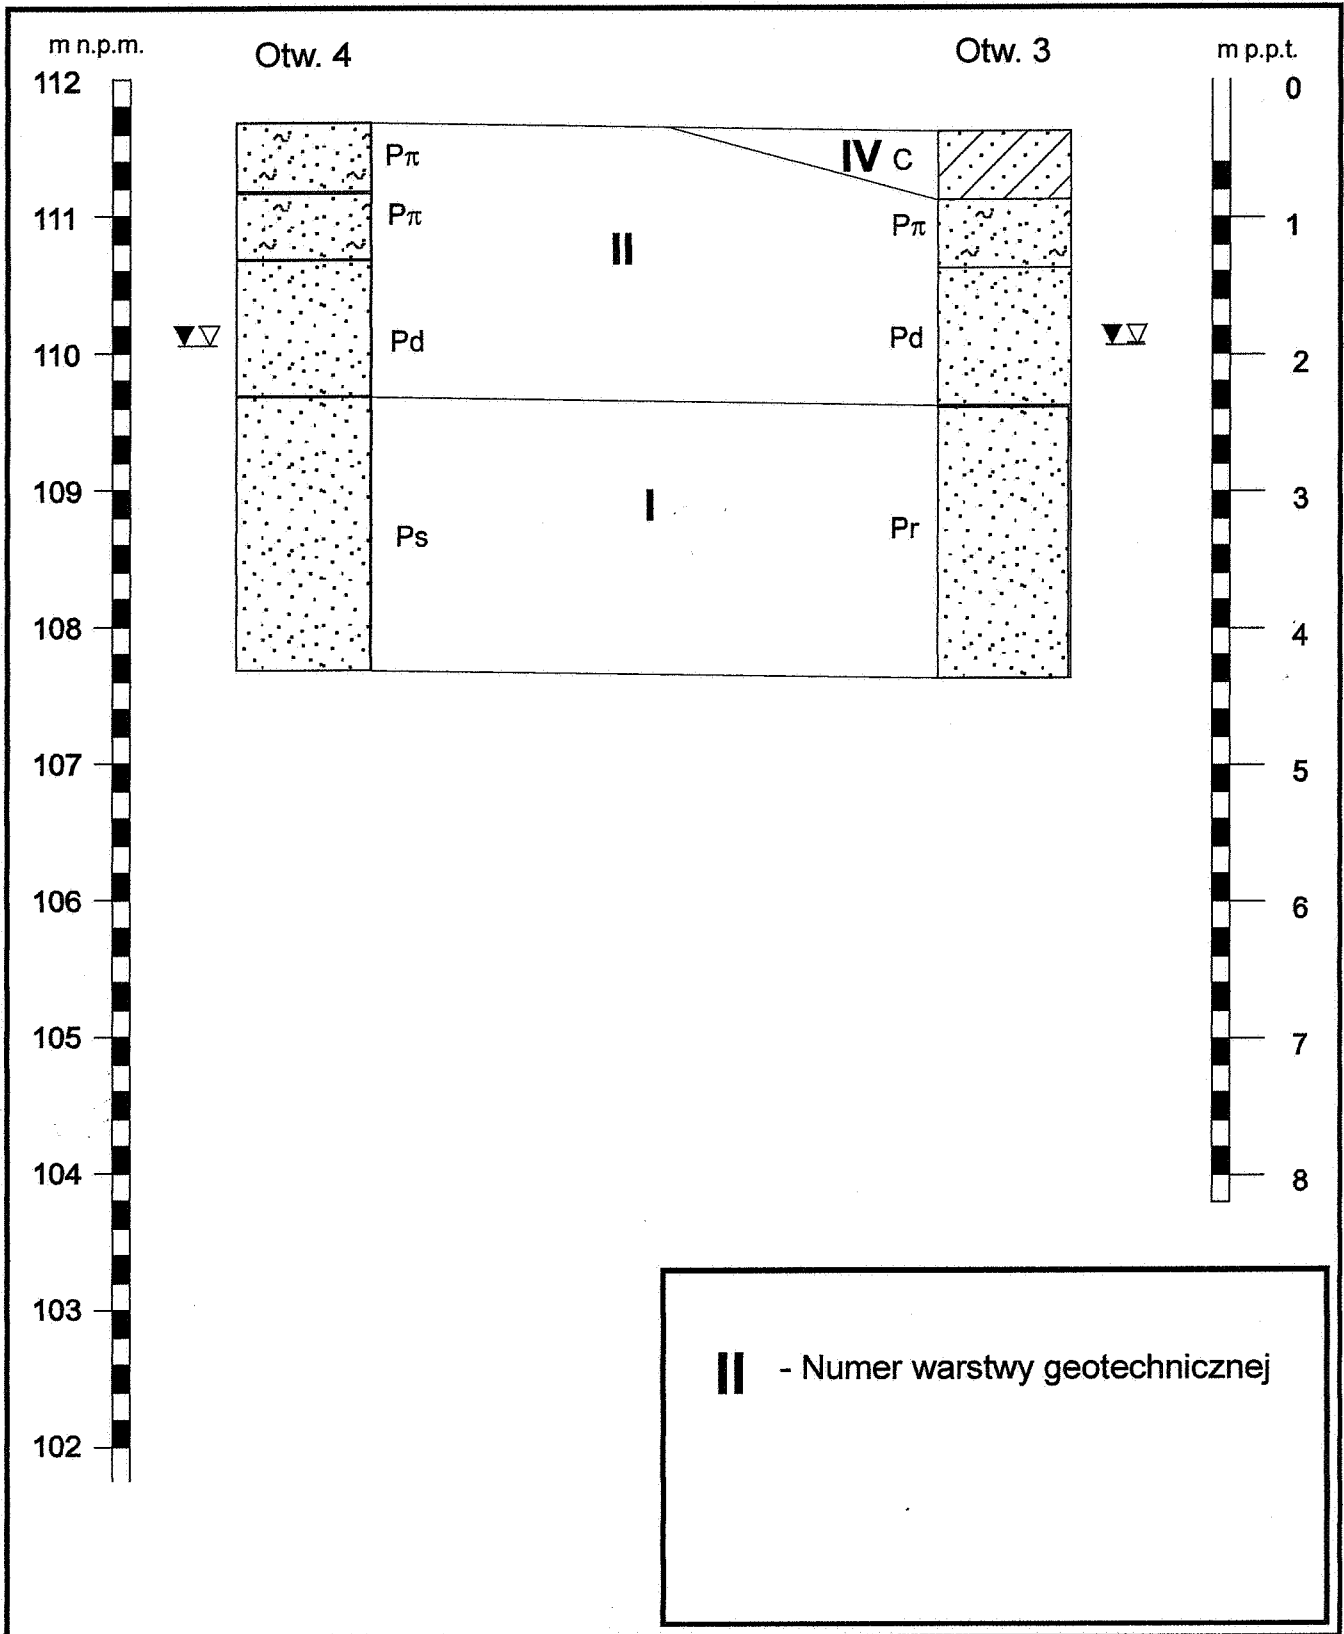 m n.p.m.
Otw. 4
Otw. 3
m p.p.t.
112
0
Pπ
IV C
111
Pπ
Pπ
1
II
110
Pd
Pd
2
109
I
3
Ps
Pr
108
4
107
5
106
6
105
7
104
8
103
II - Numer warstwy geotechnicznej
102